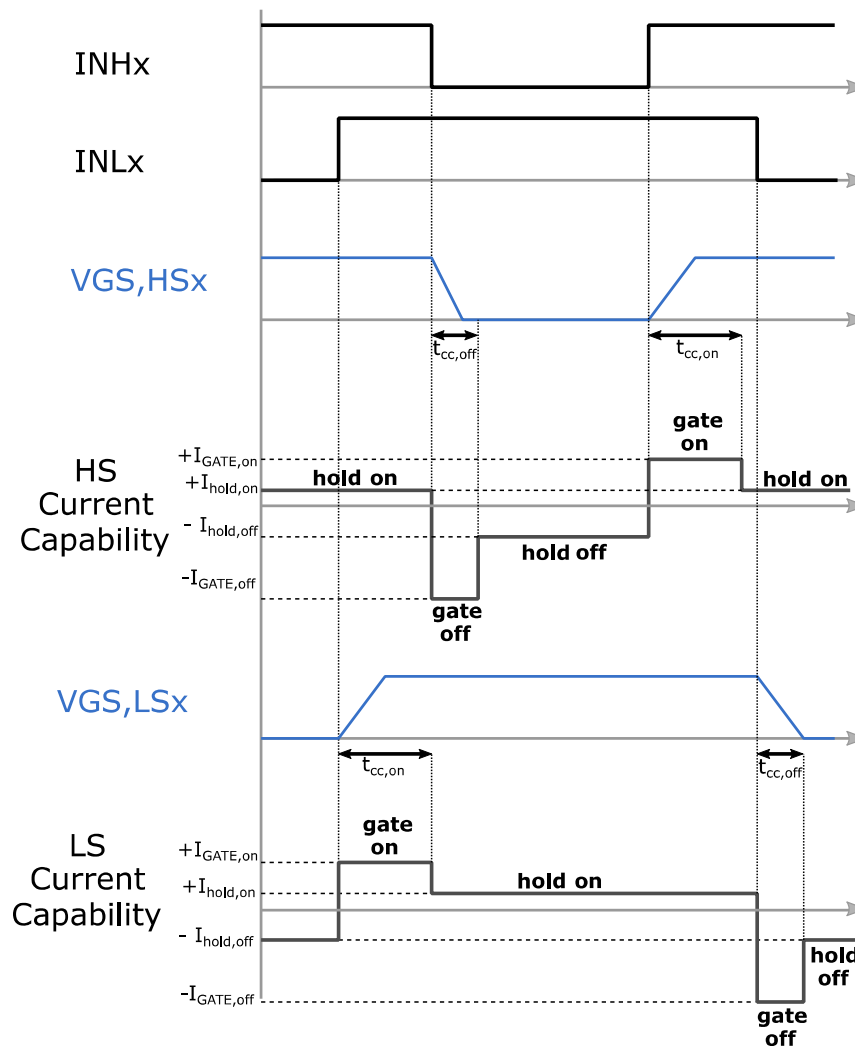 INHx
INLx
VGS,HSx
tcc,off
tcc,on
gate
on
+IGATE,on
HS
Current
Capability
+Ihold,on
hold on
hold on
- Ihold,off
hold off
-IGATE,off
gate
off
VGS,LSx
tcc,on
tcc,off
gate
on
LS
Current
Capability
+IGATE,on
+Ihold,on
hold on
- Ihold,off
hold
off
-IGATE,off
gate
off